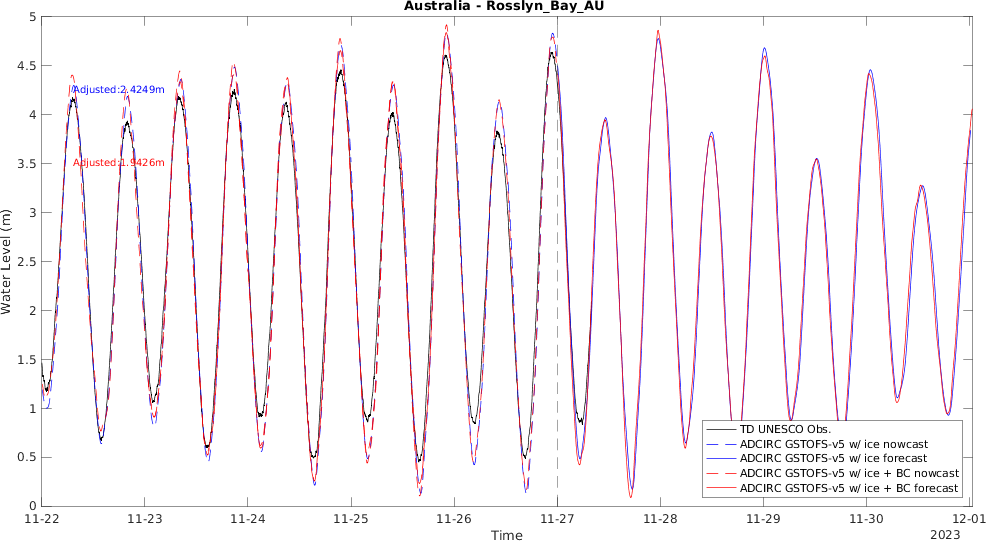 Australia - Rosslyn_Bay_AU
5
4.5
4
3.5
3
2.5
2
1.5
1
0.5
0
Water Level (m)
Adjusted:2.4249m
Adjusted:1.9426m
TD UNESCO Obs.
ADCIRC GSTOFS-v5 w/ ice nowcast
ADCIRC GSTOFS-v5 w/ ice forecast
ADCIRC GSTOFS-v5 w/ ice + BC nowcast
ADCIRC GSTOFS-v5 w/ ice + BC forecast
11-22 11-23 11-24 11-25 11-26 11-27 11-28 11-29 11-30 12-01
Time
2023